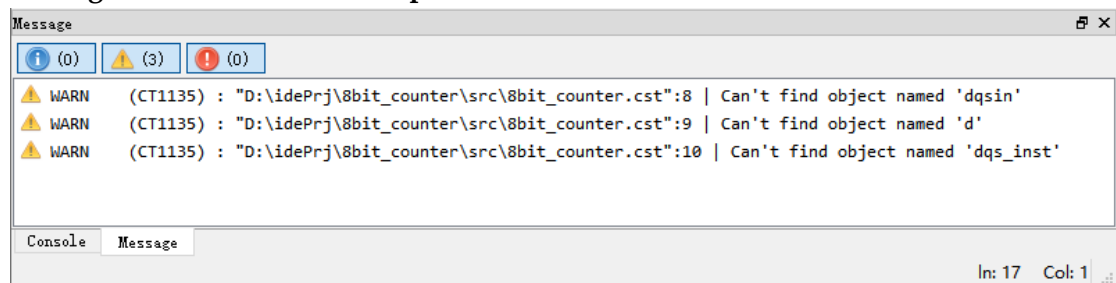 Message
(0) (3) (0)
WARN (CT1135) : "D:\idePrj\8bit_counter\src\8bit_counter.cst":8 | Can't find object named 'dqsin'
WARN (CT1135) : "D:\idePrj\8bit_counter\src\8bit_counter.cst":9 | Can't find object named 'd'
WARN (CT1135) : "D:\idePrj\8bit_counter\src\8bit_counter.cst":10 | Can't find object named 'dqs_inst'
Console Message
ln: 17 Col: 1